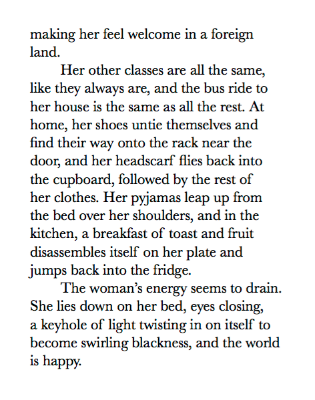 making her feel welcome in a foreign
land.
Her other classes are all the same,
like they always are, and the bus ride to
her house is the same as all the rest. At
home, her shoes untie themselves and
find their way onto the rack near the
door, and her headscarf flies back into
the cupboard, followed by the rest of
her clothes. Her pyjamas leap up from
the bed over her shoulders, and in the
kitchen, a breakfast of toast and fruit
disassembles itself on her plate and
jumps back into the fridge.
The woman’s energy seems to drain.
She lies down on her bed, eyes closing,
a keyhole of light twisting in on itself to
become swirling blackness, and the world
is happy.